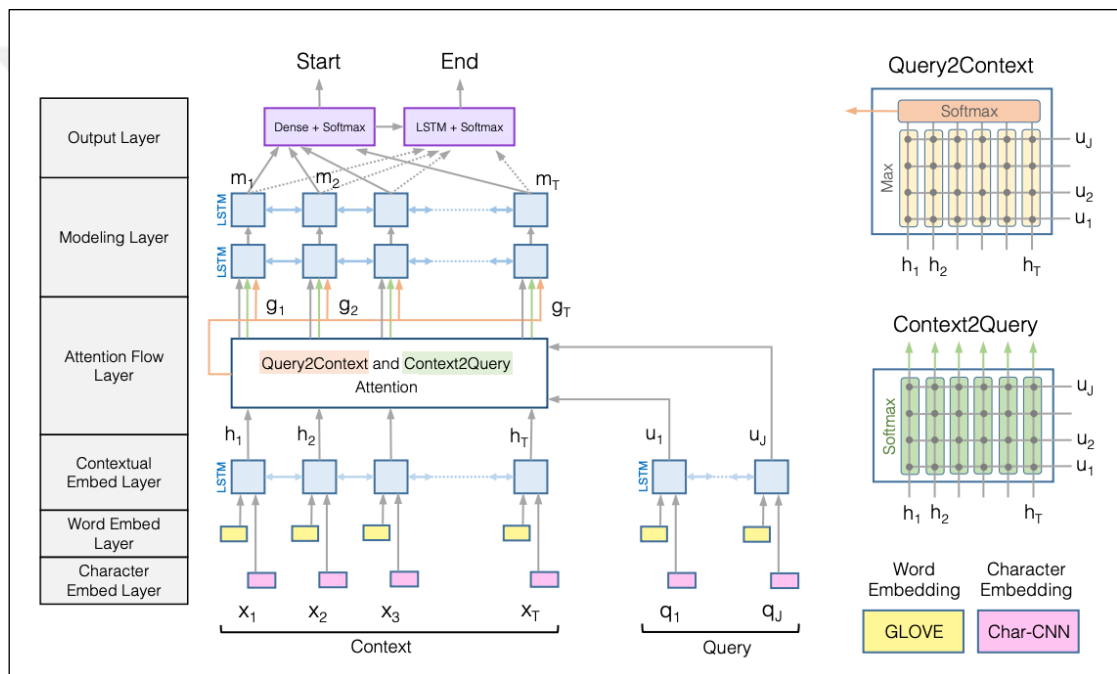 Start End
Dense + Softmax LSTM + Softmax
m1 m2 mT
LSTM
LSTM
g1 g2 gT
Query2Context and Context2Query
Attention
h1 h2 hT u1 uJ
LSTM LSTM
x1 x2 x3 xT q1 qJ
Context Query
Output Layer
Modeling Layer
Attention Flow
Layer
Contextual
Embed Layer
Word Embed
Layer
Character
Embed Layer
Query2Context
Softmax
Max
uJ
u2
u1
h1 h2 hT
Context2Query
Softmax
uJ
u2
u1
h1 h2 hT
Word
Embedding
GLOVE
Character
Embedding
Char-CNN